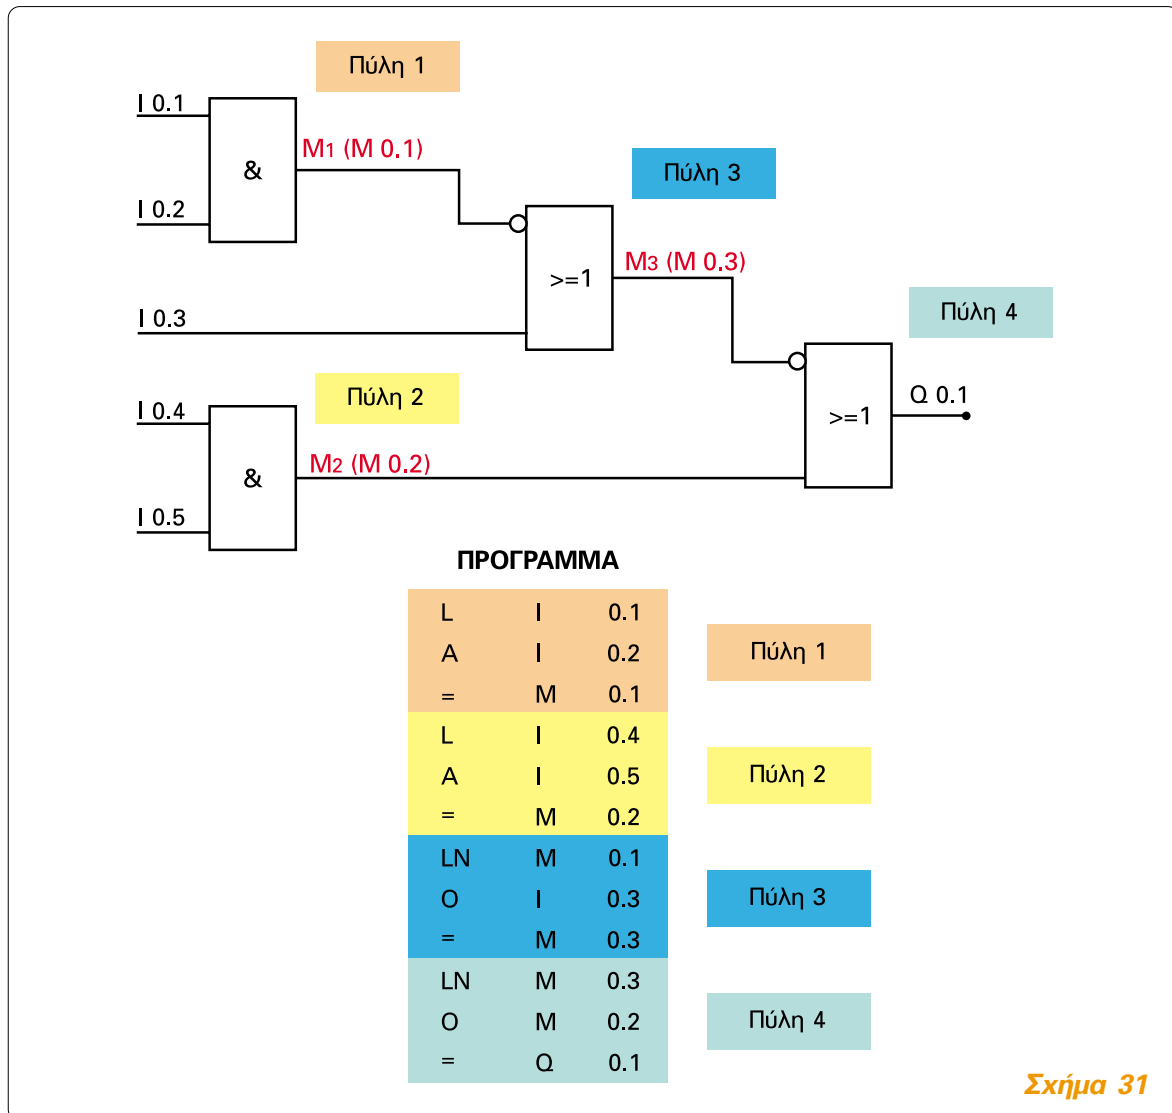 Πύλη 1
I 0.1
&
M1 (M 0.1)
I 0.2
Πύλη 3
>=1
M3 (M 0.3)
I 0.3
Πύλη 4
Πύλη 2
I 0.4
>=1
Q 0.1
&
M2 (M 0.2)
I 0.5
ΠΡΟΓΡΑΜΜΑ
L I 0.1
A I 0.2
= M 0.1
Πύλη 1
L I 0.4
A I 0.5
= M 0.2
Πύλη 2
LN M 0.1
O I 0.3
= M 0.3
Πύλη 3
LN M 0.3
O M 0.2
= Q 0.1
Πύλη 4
Σχήμα 31